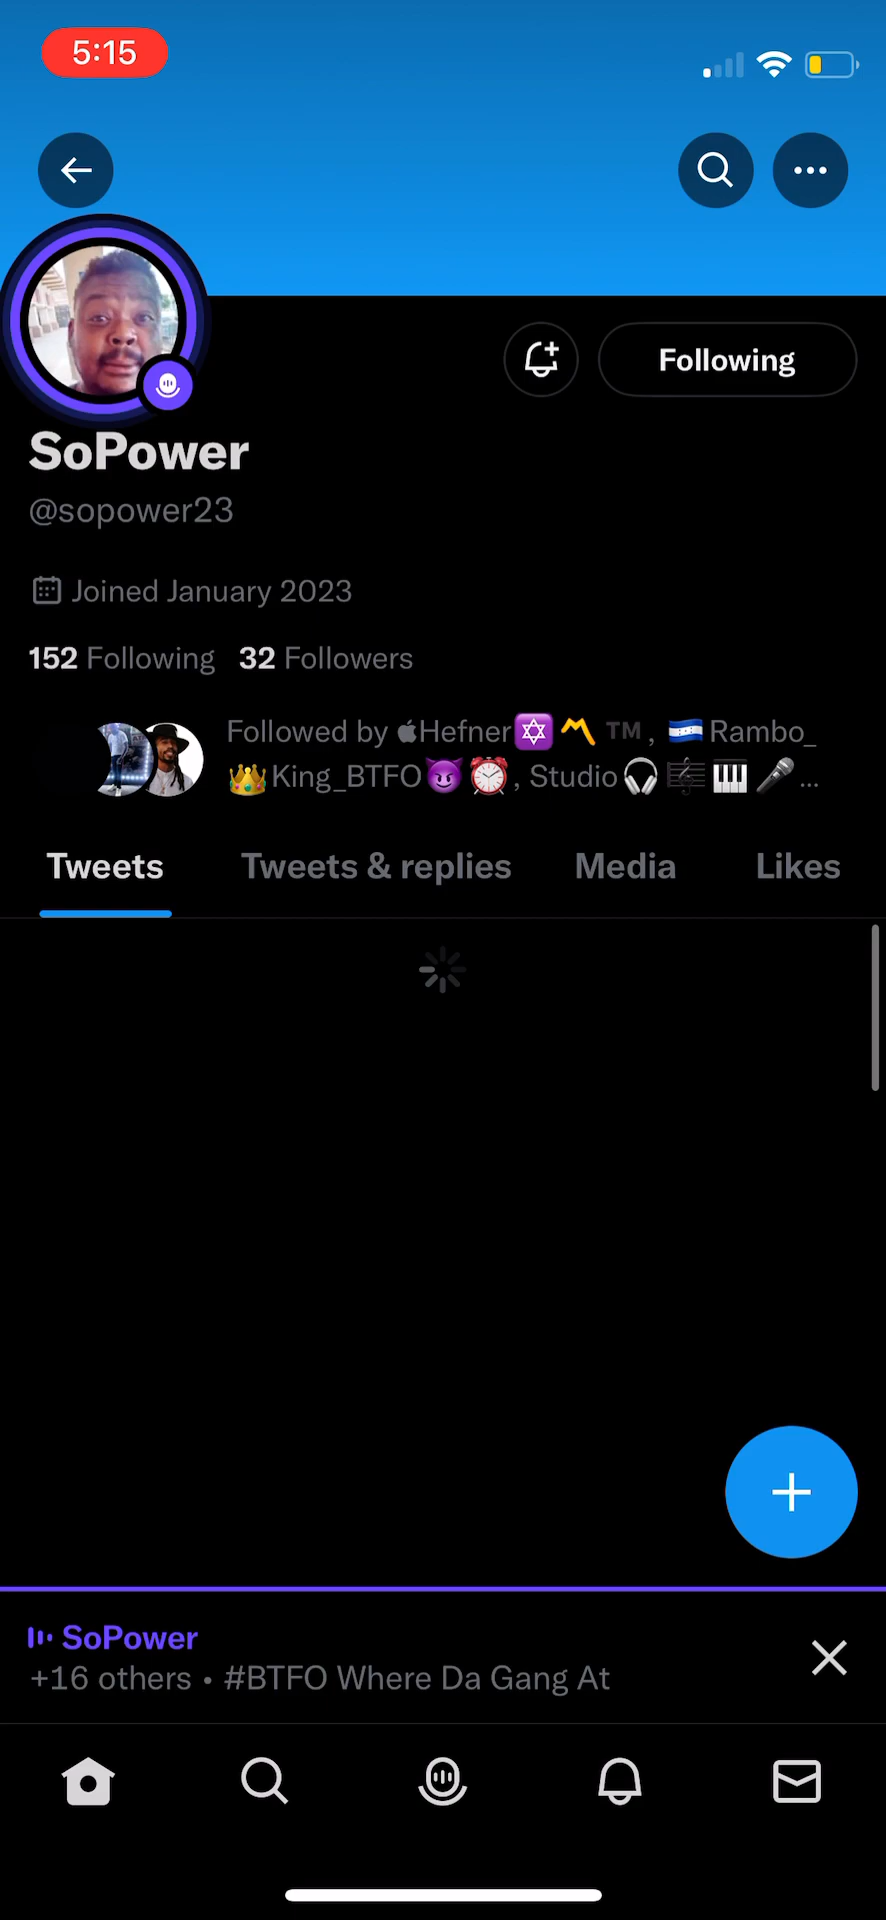 5:15
Following
SoPower
@sopower23
Joined January 2023
152 Following 32 Followers
Followed by Hefner✡️〽️™️, 🇭🇳Rambo_
👑King_BTFO😈⏰, Studio🎧🎼🎹🎤...
Tweets Tweets & replies Media Likes
SoPower
+16 others • #BTFO Where Da Gang At